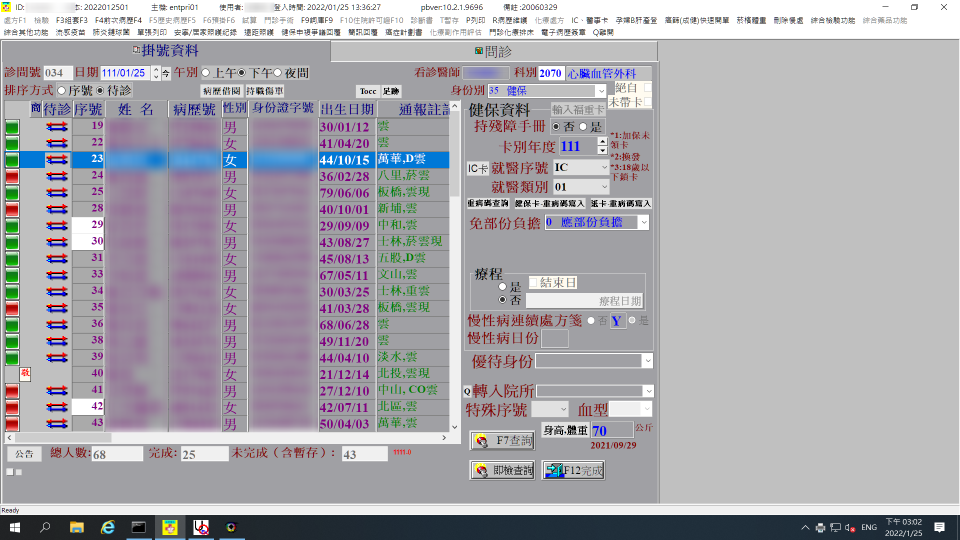 ID: 身: 2022012501 主檔: entpri01 使用者: 登入時間: 2022/01/25 13:36:27 pbver:10.2.1.9696 備註:20060329
處方F1 檢驗 F3組套F3 F4前次病歷F4 F5歷史病歷F5 F6預掛F6 試算 門診手術 F9詞庫F9 F10住院許可證F10 診斷書 T暫存 P列印 R病歷維護 化療處方 IC、醫事卡 孕婦B肝產登 癌篩(成健)快速開單 菸檳體重 刪除優處 綜合檢驗功能 綜合藥品功能
綜合其他功能 流感疫苗 肺炎鏈球菌 單張列印 安寧/居家照護紀錄 遠距照護 健保申複爭議回覆 簡訊回覆 癌症計劃書 化療副作用評估 門診化療排床 電子病歷簽章 Q離開
掛號資料 問診
診間號 034 日期 111/01/25 今 午別 上午 下午 夜間 看診醫師 科別 2070 心臟血管外科
排序方式 序號 待診 病歷借閱 持職傷單 Tocc 足跡 身份別 35 健保 絕自
未帶卡
商 待診 序號 姓 名 病歷號 性別 身份證字號 出生日期 通報註記
19 男 30/01/12 雲
22 女 41/04/20 雲
23 女 44/10/15 萬華,D雲
24 男 36/02/28 八里,菸雲
25 女 79/06/06 板橋,雲現
28 男 40/10/01 新埔,雲
29 女 29/09/09 中和,雲
30 男 43/08/27 士林,菸雲現
31 女 45/08/13 五股,D雲
33 男 67/05/11 文山,雲
34 女 30/03/25 士林,重雲
35 女 41/03/28 板橋,雲現
36 男 68/06/28 雲
38 男 49/11/20 雲
39 男 44/04/10 淡水,雲
敬 40 女 21/12/14 北投,雲現
41 男 27/12/10 中山, CO雲
42 女 42/07/11 北區,雲
43 男 50/04/03 萬華,雲
公告 總人數: 68 完成: 25 未完成（含暫存）: 43 1111-0
健保資料 輸入福重卡
持殘障手冊 否 是
卡別年度 111
*1:加保未領卡
*2:換發
*3:18歲以下鎖卡
IC卡 就醫序號 IC
就醫類別 01
重病碼查詢 健保卡-重病碼寫入 紙卡-重病碼寫入
免部份負擔 0 應部份負擔
療程
是 結束日
否 療程日期
慢性病連續處方箋 否 Y 是
慢性病日份
優待身份
Q 轉入院所
特殊序號 血型
F7查詢 身高.體重 70 公斤
2021/09/29
即檢查詢 F12完成
Ready
ENG 下午 03:02
2022/1/25